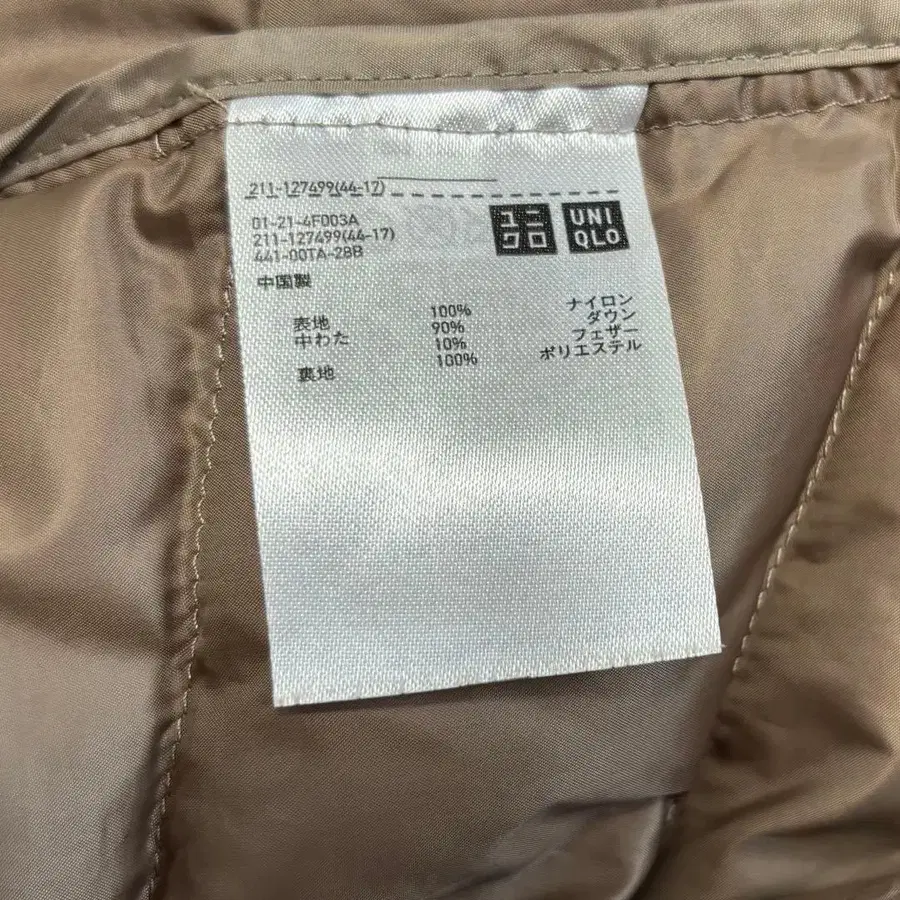 211-127499(44-17)
01-21-4F003A
211-127499(44-17)
441-00TA-28B
ユニ
クロ
UNI
QLO
中国製
表地 100% ナイロン
中わた 90% ダウン
10% フェザー
裏地 100% ポリエステル